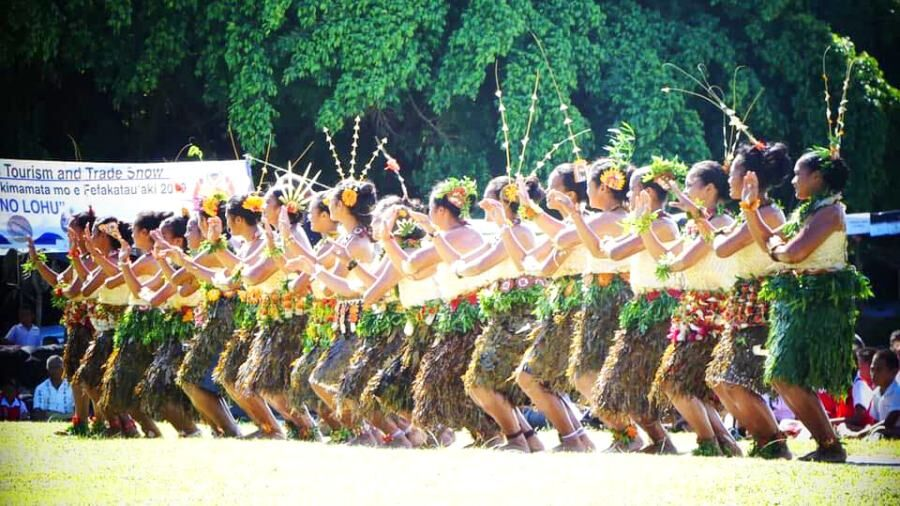 Tourism and Trade Show
kimamata mo e Fefakatau'aki 20
NO LOHU"